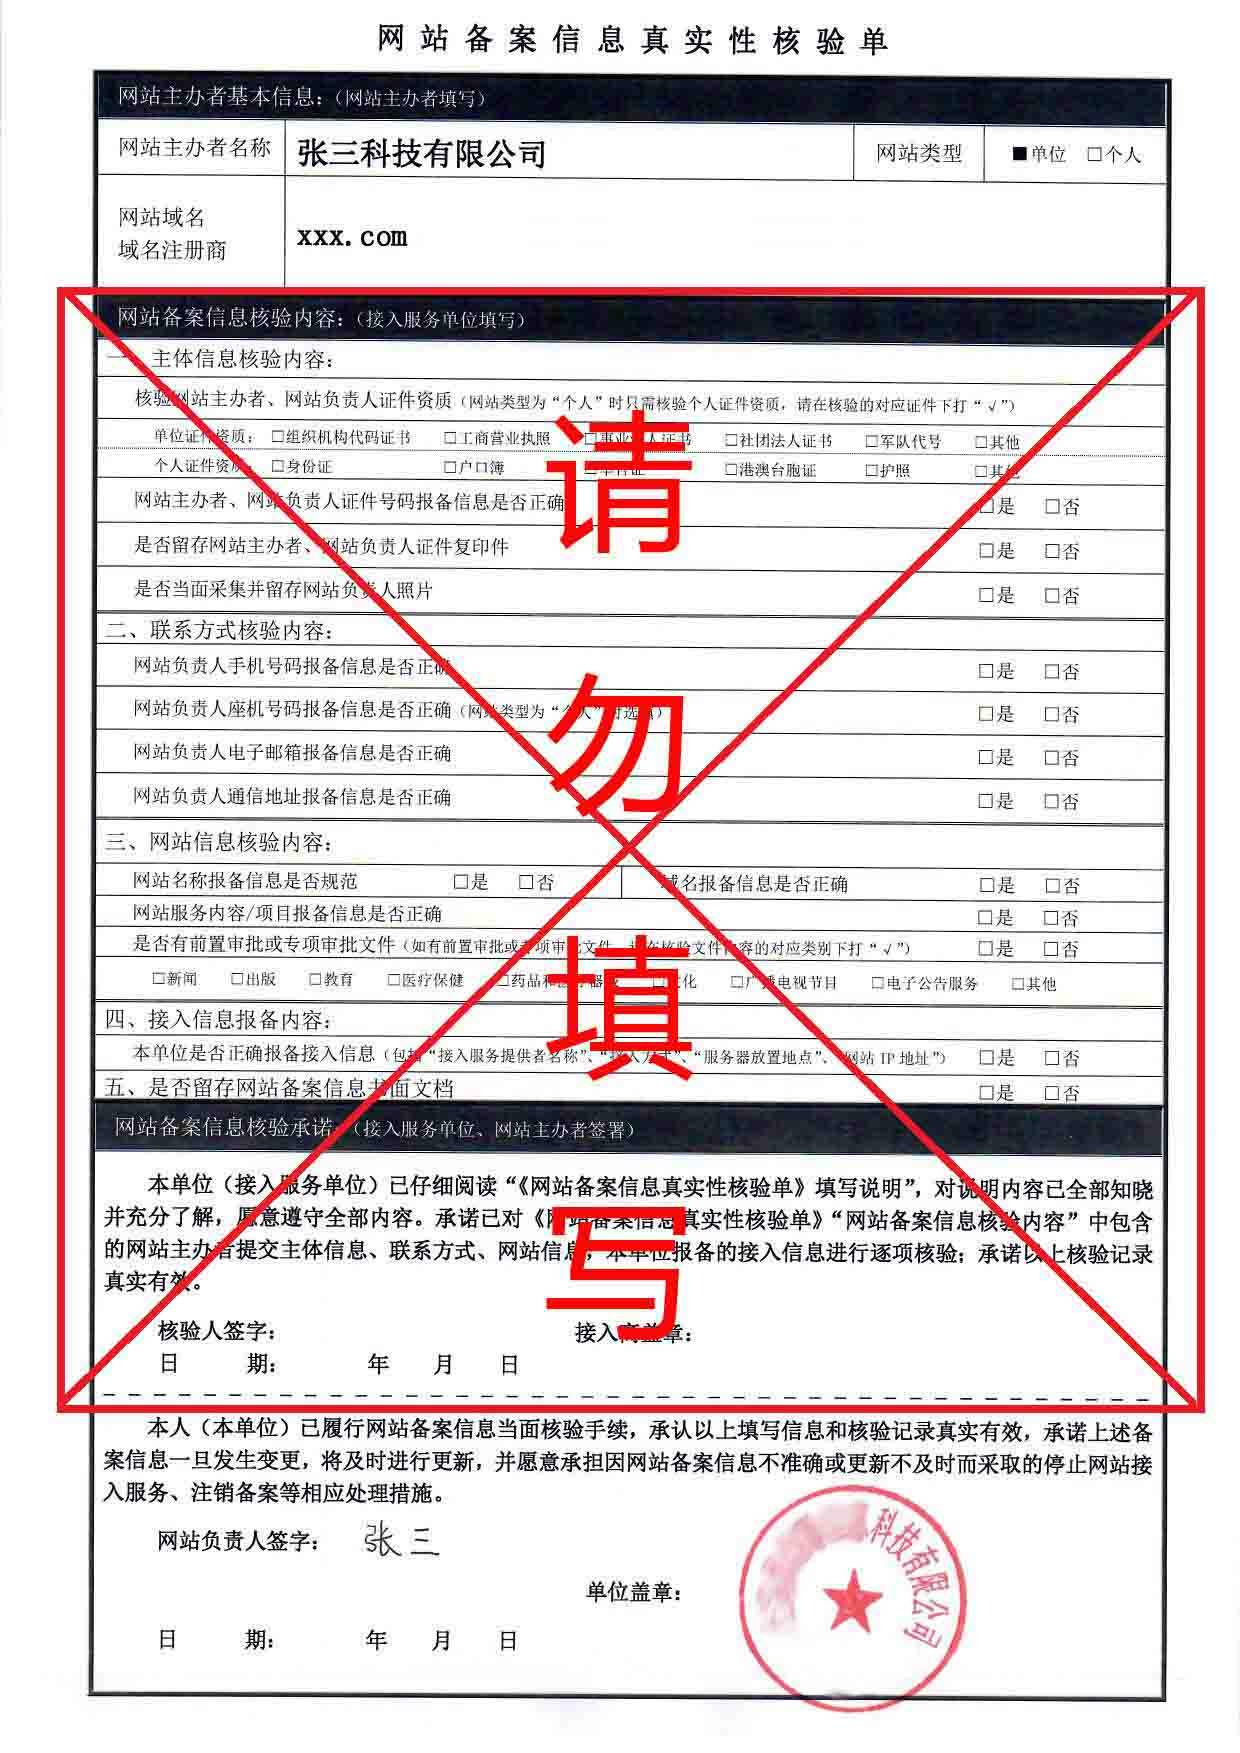 网站备案信息真实性核验单
网站主办者基本信息：（网站主办者填写）
网站主办者名称 张三科技有限公司 网站类型 ■单位 □个人
网站域名
域名注册商
xxx.com
网站备案信息核验内容：（接入服务单位填写）
一、主体信息核验内容：
核验网站主办者、网站负责人证件资质（网站类型为“个人”时只需核验个人证件资质，请在核验的对应证件下打“√”）
单位证件资质： □组织机构代码证书 □工商营业执照 □事业法人证书 □社团法人证书 □军队代号 □其他
个人证件资质： □身份证 □户口簿 □军官证 □港澳台胞证 □护照 □其他
网站主办者、网站负责人证件号码报备信息是否正确 □是 □否
是否留存网站主办者、网站负责人证件复印件 □是 □否
是否当面采集并留存网站负责人照片 □是 □否
二、联系方式核验内容：
网站负责人手机号码报备信息是否正确 □是 □否
网站负责人座机号码报备信息是否正确（网站类型为“个人”时选填） □是 □否
网站负责人电子邮箱报备信息是否正确 □是 □否
网站负责人通信地址报备信息是否正确 □是 □否
三、网站信息核验内容：
网站名称报备信息是否规范 □是 □否 域名报备信息是否正确 □是 □否
网站服务内容/项目报备信息是否正确 □是 □否
是否有前置审批或专项审批文件（如有前置审批或专项审批文件，请在核验文件内容的对应类别下打“√”） □是 □否
□新闻 □出版 □教育 □医疗保健 □药品和医疗器械 □文化 □广播电视节目 □电子公告服务 □其他
四、接入信息报备内容：
本单位是否正确报备接入信息（包括“接入服务提供者名称”、“接入方式”、“服务器放置地点”、“网站 IP 地址”） □是 □否
五、是否留存网站备案信息书面文档 □是 □否
网站备案信息核验承诺：（接入服务单位、网站主办者签署）
本单位（接入服务单位）已仔细阅读“《网站备案信息真实性核验单》填写说明”，对说明内容已全部知晓
并充分了解，愿意遵守全部内容。承诺已对《网站备案信息真实性核验单》“网站备案信息核验内容”中包含
的网站主办者提交主体信息、联系方式、网站信息，本单位报备的接入信息进行逐项核验；承诺以上核验记录
真实有效。
核验人签字： 接入商盖章：
日 期： 年 月 日
请
勿
填
写
本人（本单位）已履行网站备案信息当面核验手续，承认以上填写信息和核验记录真实有效，承诺上述备
案信息一旦发生变更，将及时进行更新，并愿意承担因网站备案信息不准确或更新不及时而采取的停止网站接
入服务、注销备案等相应处理措施。
网站负责人签字： 张三
单位盖章：
科技有限公司
日 期： 年 月 日